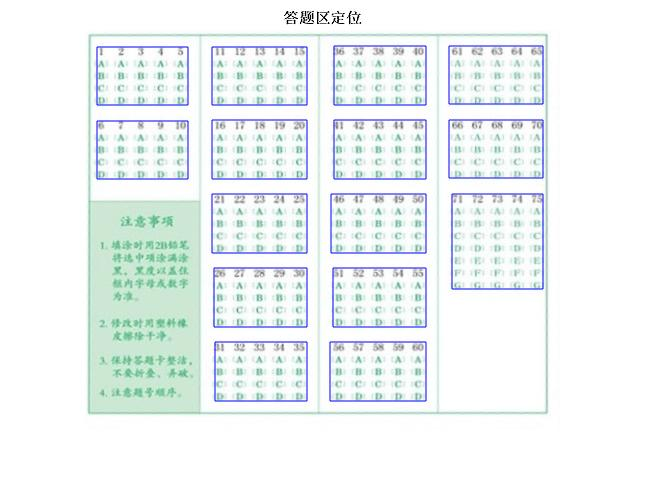 答题区定位
1 2 3 4 5
A A A A A
B B B B B
C C C C C
D D D D D
6 7 8 9 10
A A A A A
B B B B B
C C C C C
D D D D D
注意事项
1. 填涂时用2B铅笔
将选中项涂满涂
黑，黑度以盖住
框内字母或数字
为准。
2. 修改时用塑料橡
皮擦除干净。
3. 保持答题卡整洁，
不要折叠、弄破。
4. 注意题号顺序。
11 12 13 14 15
A A A A A
B B B B B
C C C C C
D D D D D
16 17 18 19 20
A A A A A
B B B B B
C C C C C
D D D D D
21 22 23 24 25
A A A A A
B B B B B
C C C C C
D D D D D
26 27 28 29 30
A A A A A
B B B B B
C C C C C
D D D D D
31 32 33 34 35
A A A A A
B B B B B
C C C C C
D D D D D
36 37 38 39 40
A A A A A
B B B B B
C C C C C
D D D D D
41 42 43 44 45
A A A A A
B B B B B
C C C C C
D D D D D
46 47 48 49 50
A A A A A
B B B B B
C C C C C
D D D D D
51 52 53 54 55
A A A A A
B B B B B
C C C C C
D D D D D
56 57 58 59 60
A A A A A
B B B B B
C C C C C
D D D D D
61 62 63 64 65
A A A A A
B B B B B
C C C C C
D D D D D
66 67 68 69 70
A A A A A
B B B B B
C C C C C
D D D D D
71 72 73 74 75
A A A A A
B B B B B
C C C C C
D D D D D
E E E E E
F F F F F
G G G G G